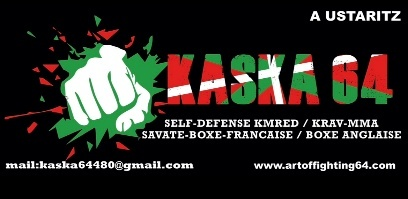 A USTARITZ
KASKA 64
SELF-DEFENSE KMRED / KRAV-MMA
SAVATE-BOXE-FRANCAISE / BOXE ANGLAISE
mail:kaska64480@gmail.com
www.artoffighting64.com